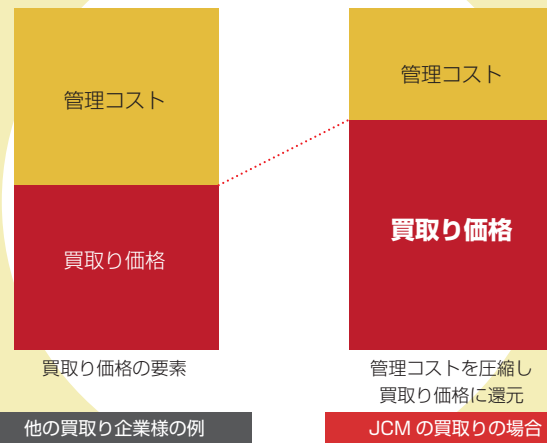 管理コスト
買取り価格
買取り価格の要素
他の買取り企業様の例
管理コスト
買取り価格
管理コストを圧縮し
買取り価格に還元
JCMの買取りの場合